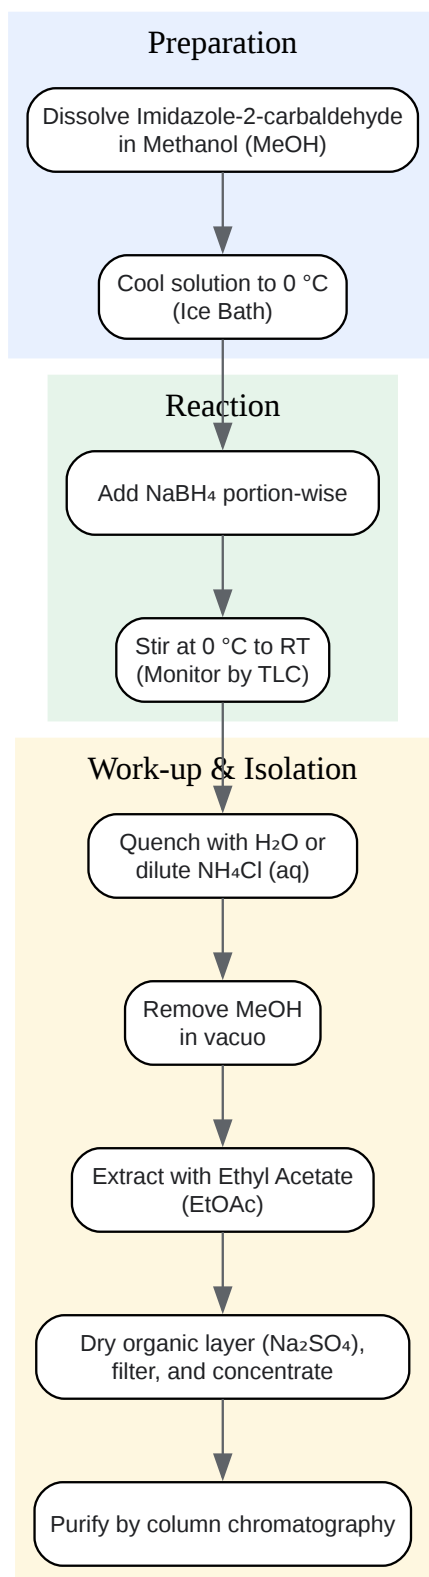 Preparation
Dissolve Imidazole-2-carbaldehyde
in Methanol (MeOH)
Cool solution to 0 °C
(Ice Bath)
Reaction
Add NaBH₄ portion-wise
Stir at 0 °C to RT
(Monitor by TLC)
Work-up & Isolation
Quench with H₂O or
dilute NH₄Cl (aq)
Remove MeOH
in vacuo
Extract with Ethyl Acetate
(EtOAc)
Dry organic layer (Na₂SO₄),
filter, and concentrate
Purify by column chromatography